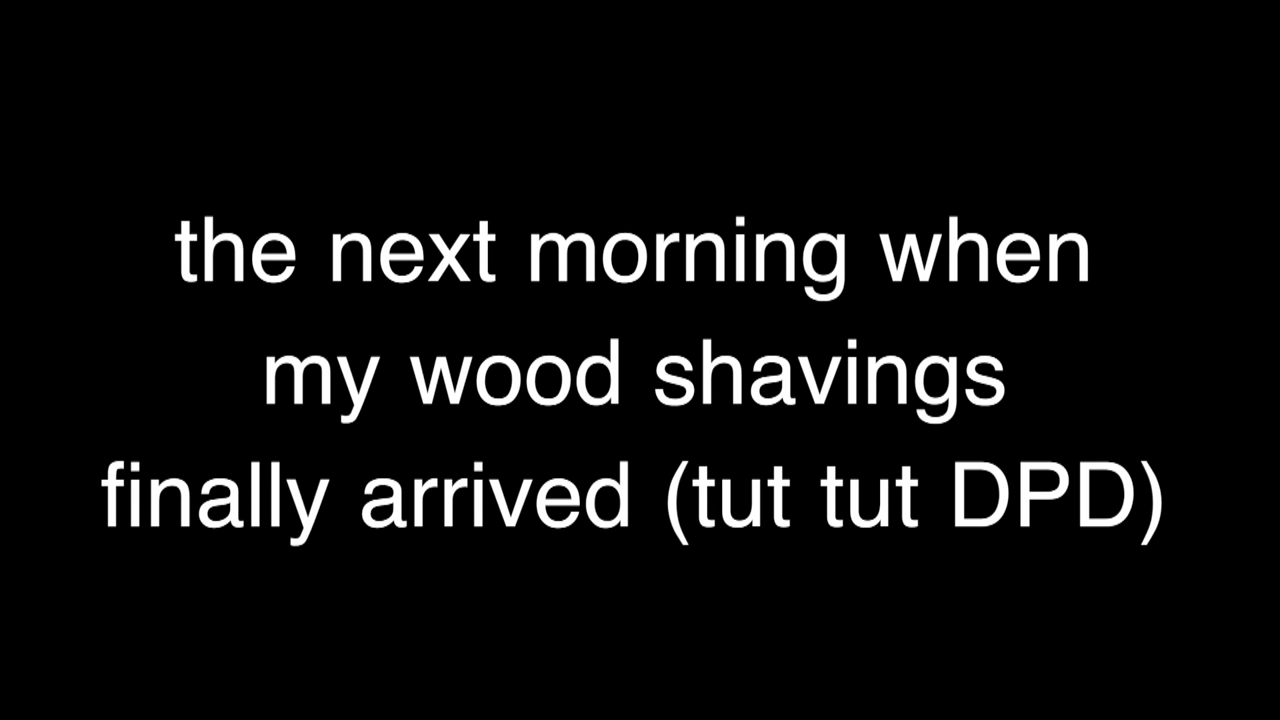 the next morning when
my wood shavings
finally arrived (tut tut DPD)